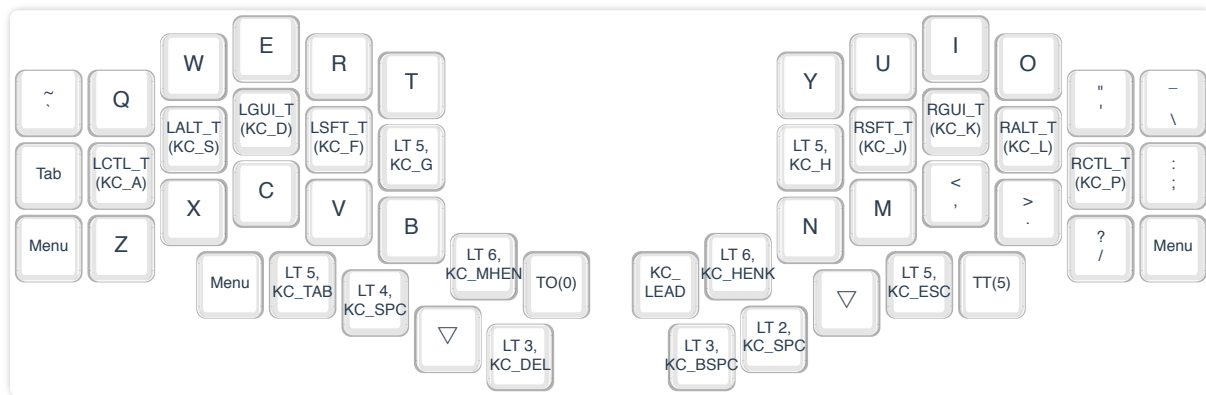 ~
`
Q
W
E
R
T
Y
U
I
O
"
'
_
\
Tab
LCTL_T
(KC_A)
LALT_T
(KC_S)
LGUI_T
(KC_D)
LSFT_T
(KC_F)
LT 5,
KC_G
LT 5,
KC_H
RSFT_T
(KC_J)
RGUI_T
(KC_K)
RALT_T
(KC_L)
RCTL_T
(KC_P)
:
;
Menu
Z
X
C
V
B
N
M
<
,
>
.
?
/
Menu
Menu
LT 5,
KC_TAB
LT 4,
KC_SPC
▽
LT 6,
KC_MHEN
TO(0)
LT 3,
KC_DEL
KC_
LEAD
LT 6,
KC_HENK
LT 3,
KC_BSPC
LT 2,
KC_SPC
▽
LT 5,
KC_ESC
TT(5)